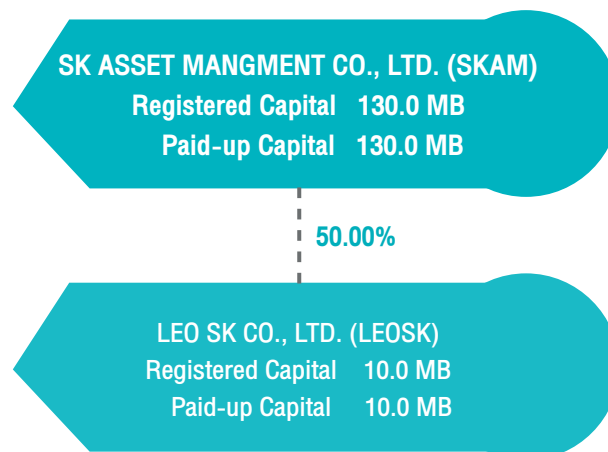 SK ASSET MANGMENT CO., LTD. (SKAM)
Registered Capital 130.0 MB
Paid-up Capital 130.0 MB
50.00%
LEO SK CO., LTD. (LEOSK)
Registered Capital 10.0 MB
Paid-up Capital 10.0 MB